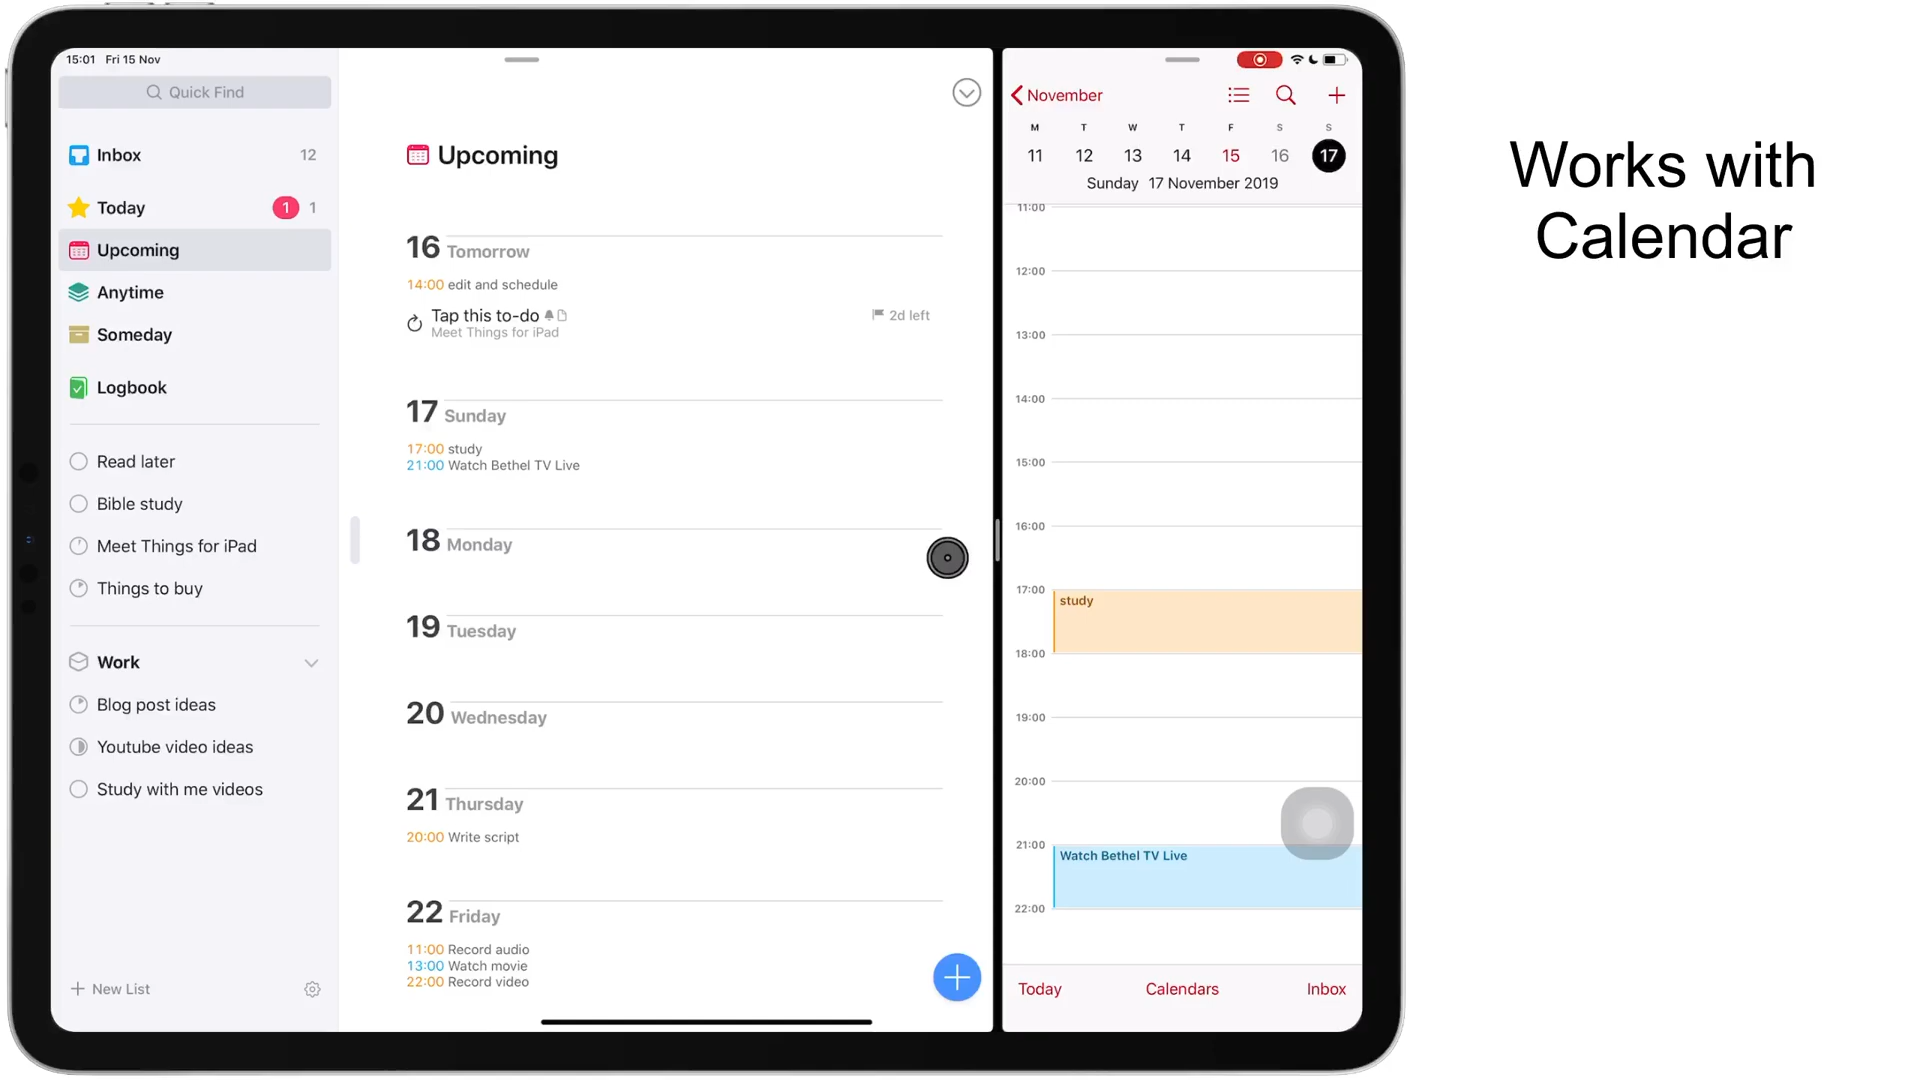 15:01 Fri 15 Nov
Quick Find
Inbox 12
Today 1 1
Upcoming
Anytime
Someday
Logbook
Read later
Bible study
Meet Things for iPad
Things to buy
Work
Blog post ideas
Youtube video ideas
Study with me videos
+ New List
Upcoming
16 Tomorrow
14:00 edit and schedule
Tap this to-do 2d left
Meet Things for iPad
17 Sunday
17:00 study
21:00 Watch Bethel TV Live
18 Monday
19 Tuesday
20 Wednesday
21 Thursday
20:00 Write script
22 Friday
11:00 Record audio
13:00 Watch movie
22:00 Record video
November
M T W T F S S
11 12 13 14 15 16 17
Sunday 17 November 2019
11:00
12:00
13:00
14:00
15:00
16:00
17:00
study
18:00
19:00
20:00
21:00
Watch Bethel TV Live
22:00
Today Calendars Inbox
Works with
Calendar